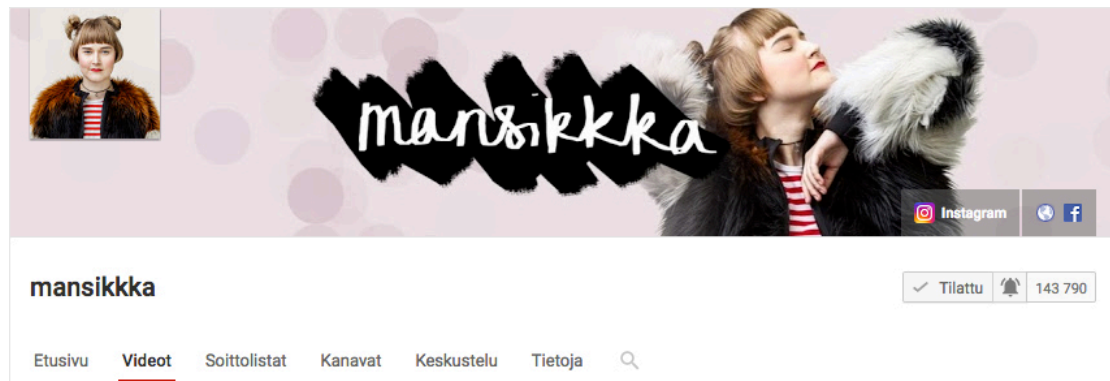 mansikkka
Instagram
mansikkka
Tilattu 143 790
Etusivu Videot Soittolistat Kanavat Keskustelu Tietoja